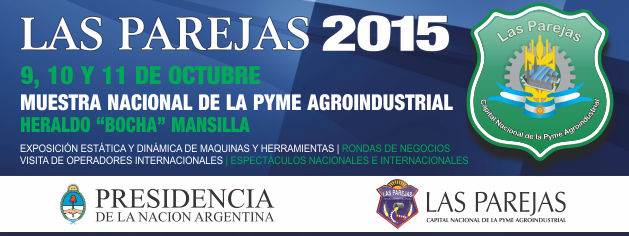 LAS PAREJAS 2015
9, 10 Y 11 DE OCTUBRE
MUESTRA NACIONAL DE LA PYME AGROINDUSTRIAL
HERALDO “BOCHA” MANSILLA
EXPOSICIÓN ESTÁTICA Y DINÁMICA DE MAQUINAS Y HERRAMIENTAS | RONDAS DE NEGOCIOS
VISITA DE OPERADORES INTERNACIONALES | ESPECTÁCULOS NACIONALES E INTERNACIONALES
Las Parejas
Capital Nacional de la Pyme Agroindustrial
PRESIDENCIA
DE LA NACION ARGENTINA
LAS PAREJAS
LAS PAREJAS
CAPITAL NACIONAL DE LA PYME AGROINDUSTRIAL